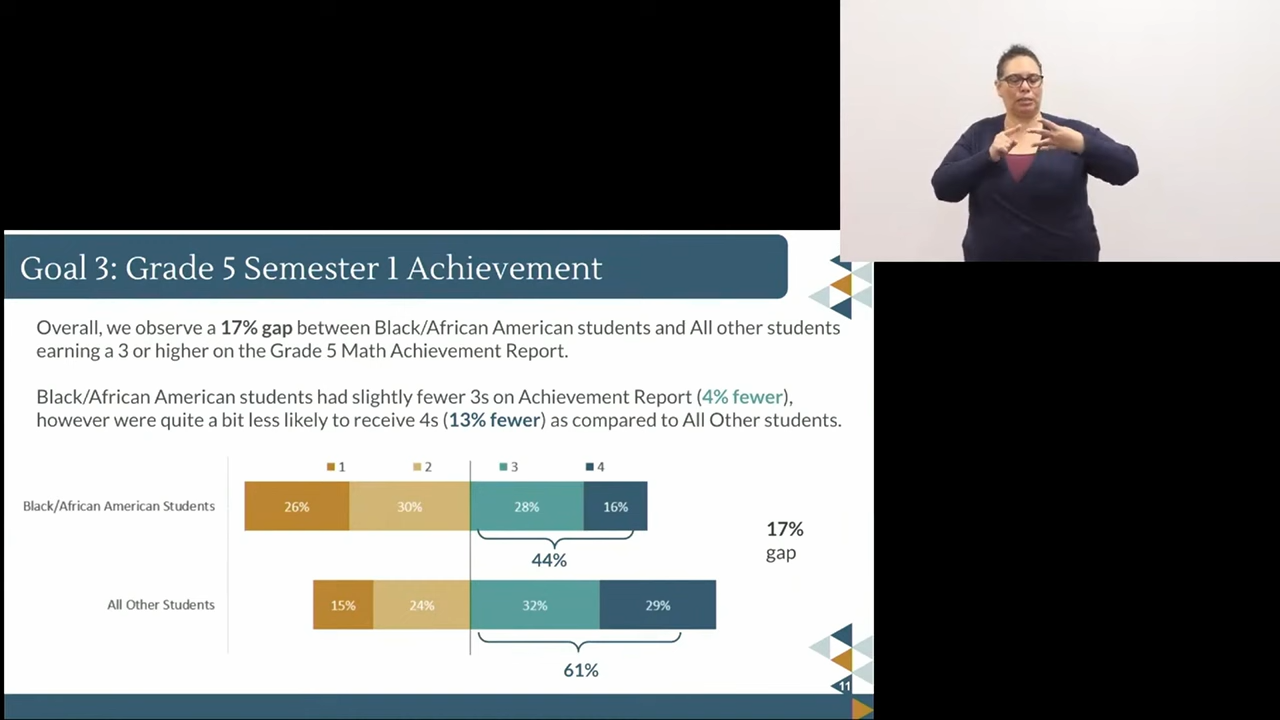 Goal 3: Grade 5 Semester 1 Achievement
Overall, we observe a 17% gap between Black/African American students and All other students
earning a 3 or higher on the Grade 5 Math Achievement Report.
Black/African American students had slightly fewer 3s on Achievement Report (4% fewer),
however were quite a bit less likely to receive 4s (13% fewer) as compared to All Other students.
1 2 3 4
Black/African American Students 26% 30% 28% 16%
44%
17%
gap
All Other Students 15% 24% 32% 29%
61%
11